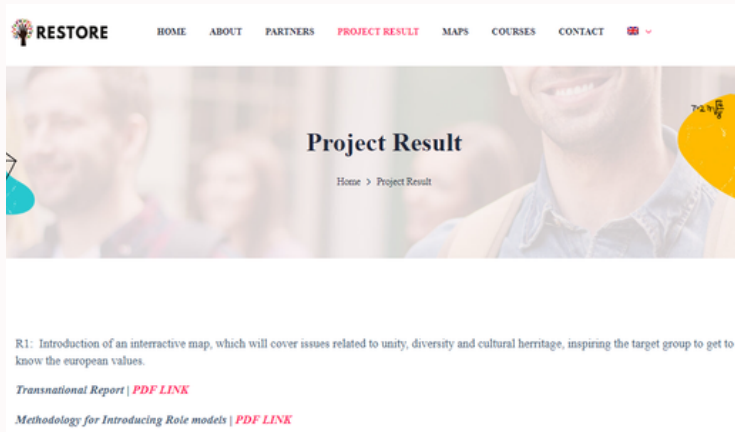 RESTORE
HOME ABOUT PARTNERS PROJECT RESULT MAPS COURSES CONTACT
Project Result
Home > Project Result
R1: Introduction of an interractive map, which will cover issues related to unity, diversity and cultural herritage, inspiring the target group to get to
know the european values.
Transnational Report | PDF LINK
Methodology for Introducing Role models | PDF LINK